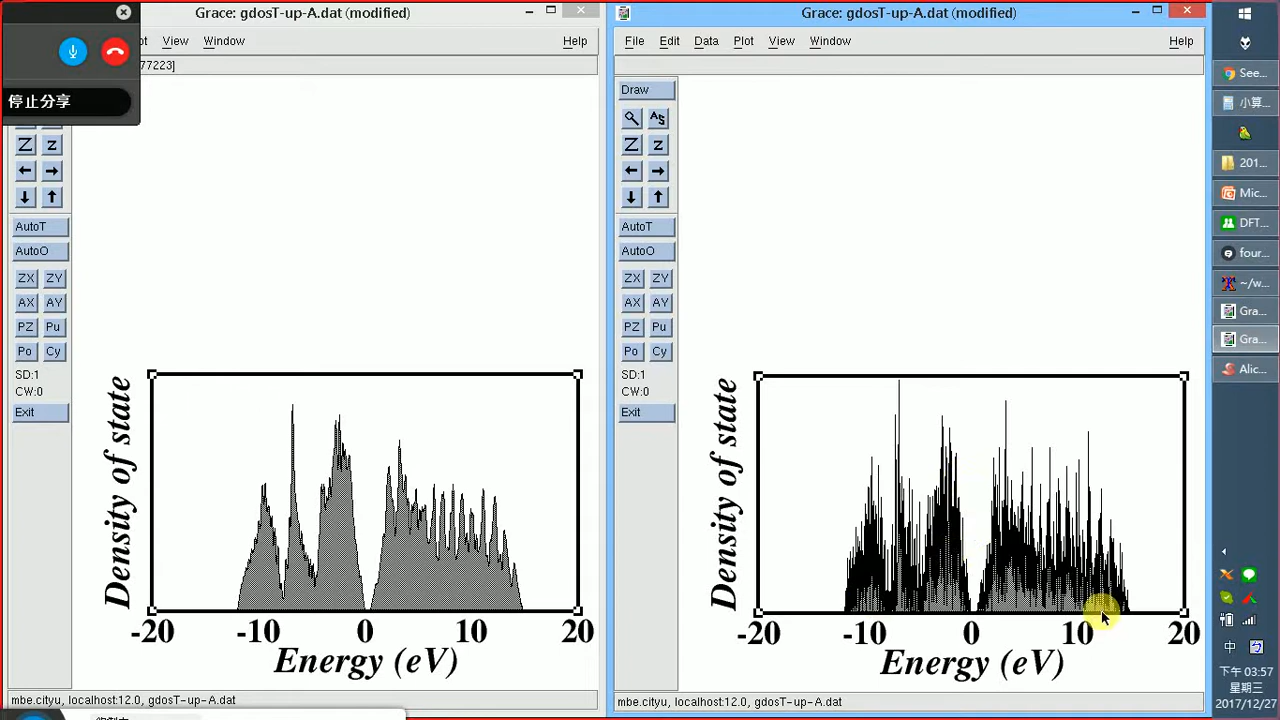 Grace: gdosT-up-A.dat (modified)
View Window Help
77223]
停止分享
Z z
AutoT
AutoO
ZX ZY
AX AY
PZ Pu
Po Cy
SD:1
CW:0
Exit
Density of state
-20 -10 0 10 20
Energy (eV)
mbe.cityu, localhost:12.0, gdosT-up-A.dat
Grace: gdosT-up-A.dat (modified)
File Edit Data Plot View Window Help
Draw
AS
Z z
AutoT
AutoO
ZX ZY
AX AY
PZ Pu
Po Cy
SD:1
CW:0
Exit
Density of state
-20 -10 0 10 20
Energy (eV)
mbe.cityu, localhost:12.0, gdosT-up-A.dat
See...
小算...
201...
Mic...
DFT...
four...
~/w...
Gra...
Gra...
Alic...
中
下午 03:57
星期三
2017/12/27